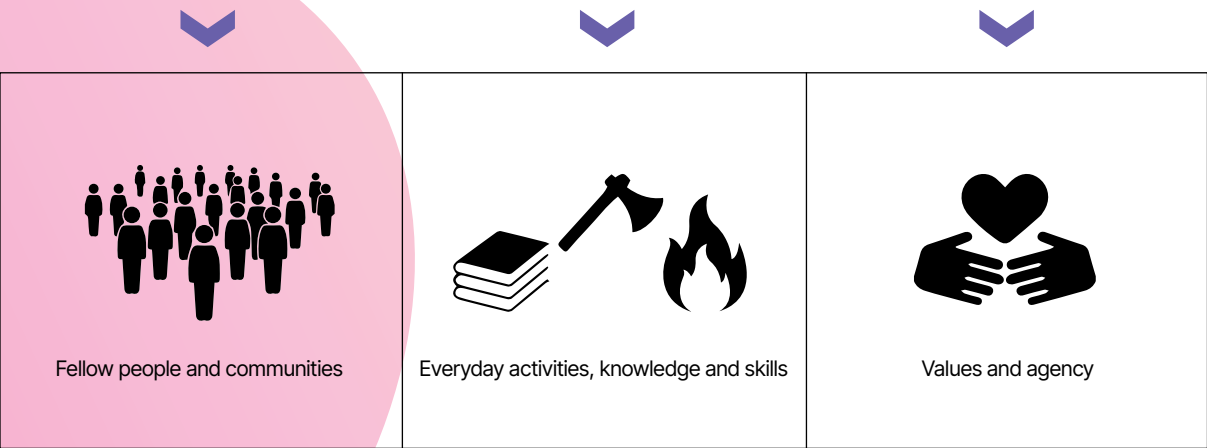 Fellow people and communities
Everyday activities, knowledge and skills
Values and agency